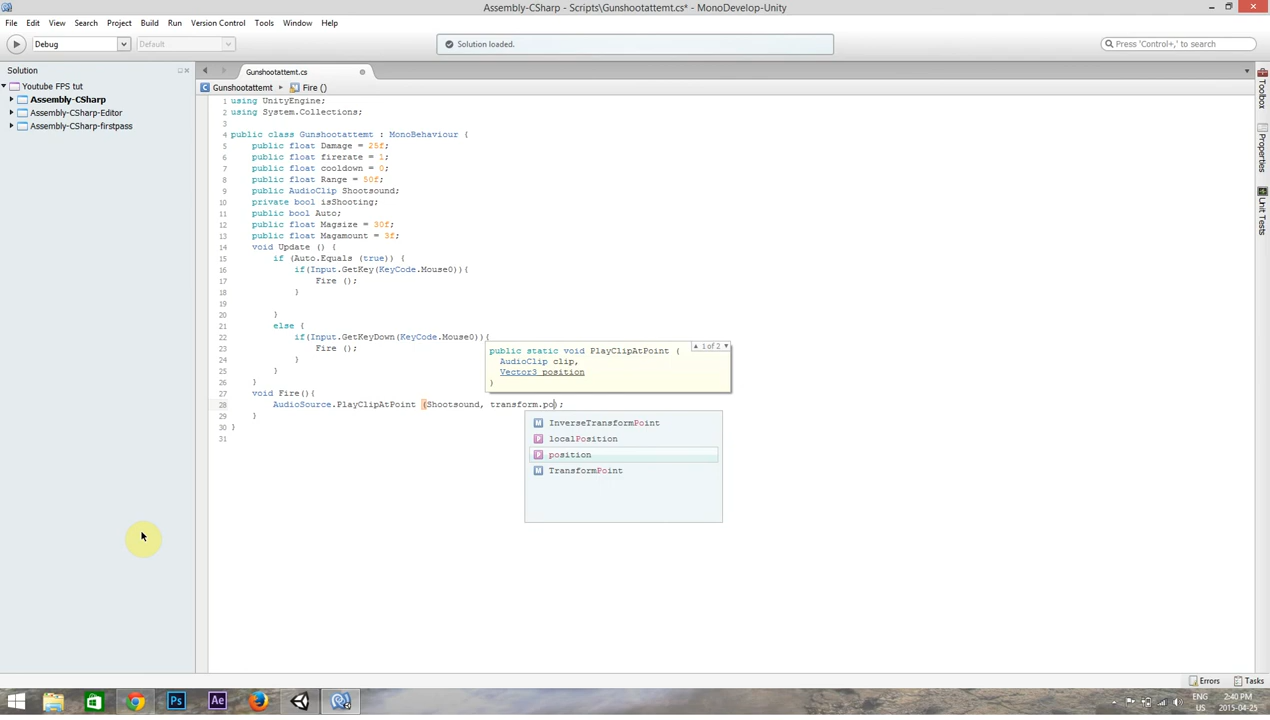 Assembly-CSharp - Scripts\Gunshootattemt.cs* - MonoDevelop-Unity
File Edit View Search Project Build Run Version Control Tools Window Help
Debug Default Solution loaded. Press 'Control+,' to search
Solution
Youtube FPS tut
Assembly-CSharp
Assembly-CSharp-Editor
Assembly-CSharp-firstpass
Gunshootattemt.cs
Gunshootattemt Fire ()
1 using UnityEngine;
2 using System.Collections;
3
4 public class Gunshootattemt : MonoBehaviour {
5 public float Damage = 25f;
6 public float firerate = 1;
7 public float cooldown = 0;
8 public float Range = 50f;
9 public AudioClip Shootsound;
10 private bool isShooting;
11 public bool Auto;
12 public float Magsize = 30f;
13 public float Magamount = 3f;
14 void Update () {
15 if (Auto.Equals (true)) {
16 if(Input.GetKey(KeyCode.Mouse0)){
17 Fire ();
18 }
19
20 }
21 else {
22 if(Input.GetKeyDown(KeyCode.Mouse0)){
23 Fire ();
24 }
25 }
26 }
27 void Fire(){
28 AudioSource.PlayClipAtPoint (Shootsound, transform.po);
29 }
30 }
31
1 of 2
public static void PlayClipAtPoint (
AudioClip clip,
Vector3 position
)
InverseTransformPoint
localPosition
position
TransformPoint
Toolbox
Properties
Unit Tests
Errors Tasks
Ps Ae
ENG
US
2:40 PM
2015-04-25